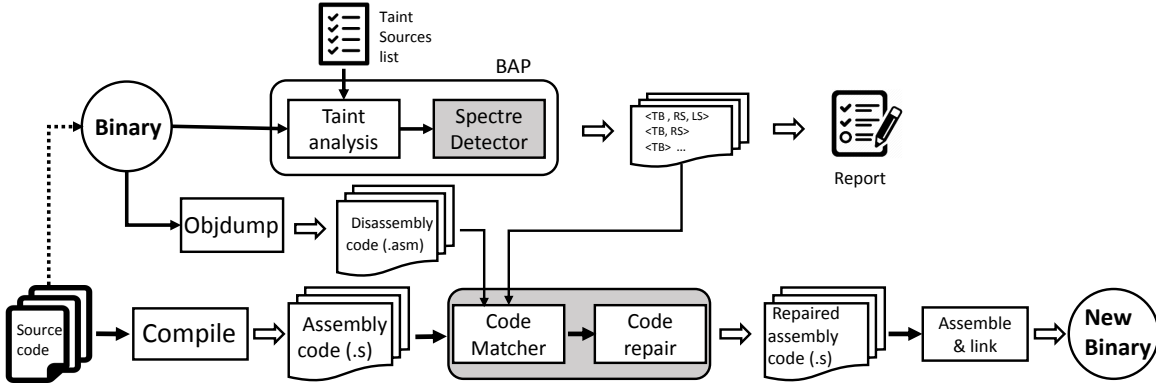 Taint
Sources
list
BAP
Binary
Taint
analysis
Spectre
Detector
<TB , RS, LS>
<TB, RS>
<TB> ...
Report
Objdump
Disassembly
code (.asm)
Source
code
Compile
Assembly
code (.s)
Code
Matcher
Code
repair
Repaired
assembly
code (.s)
Assemble
& link
New
Binary